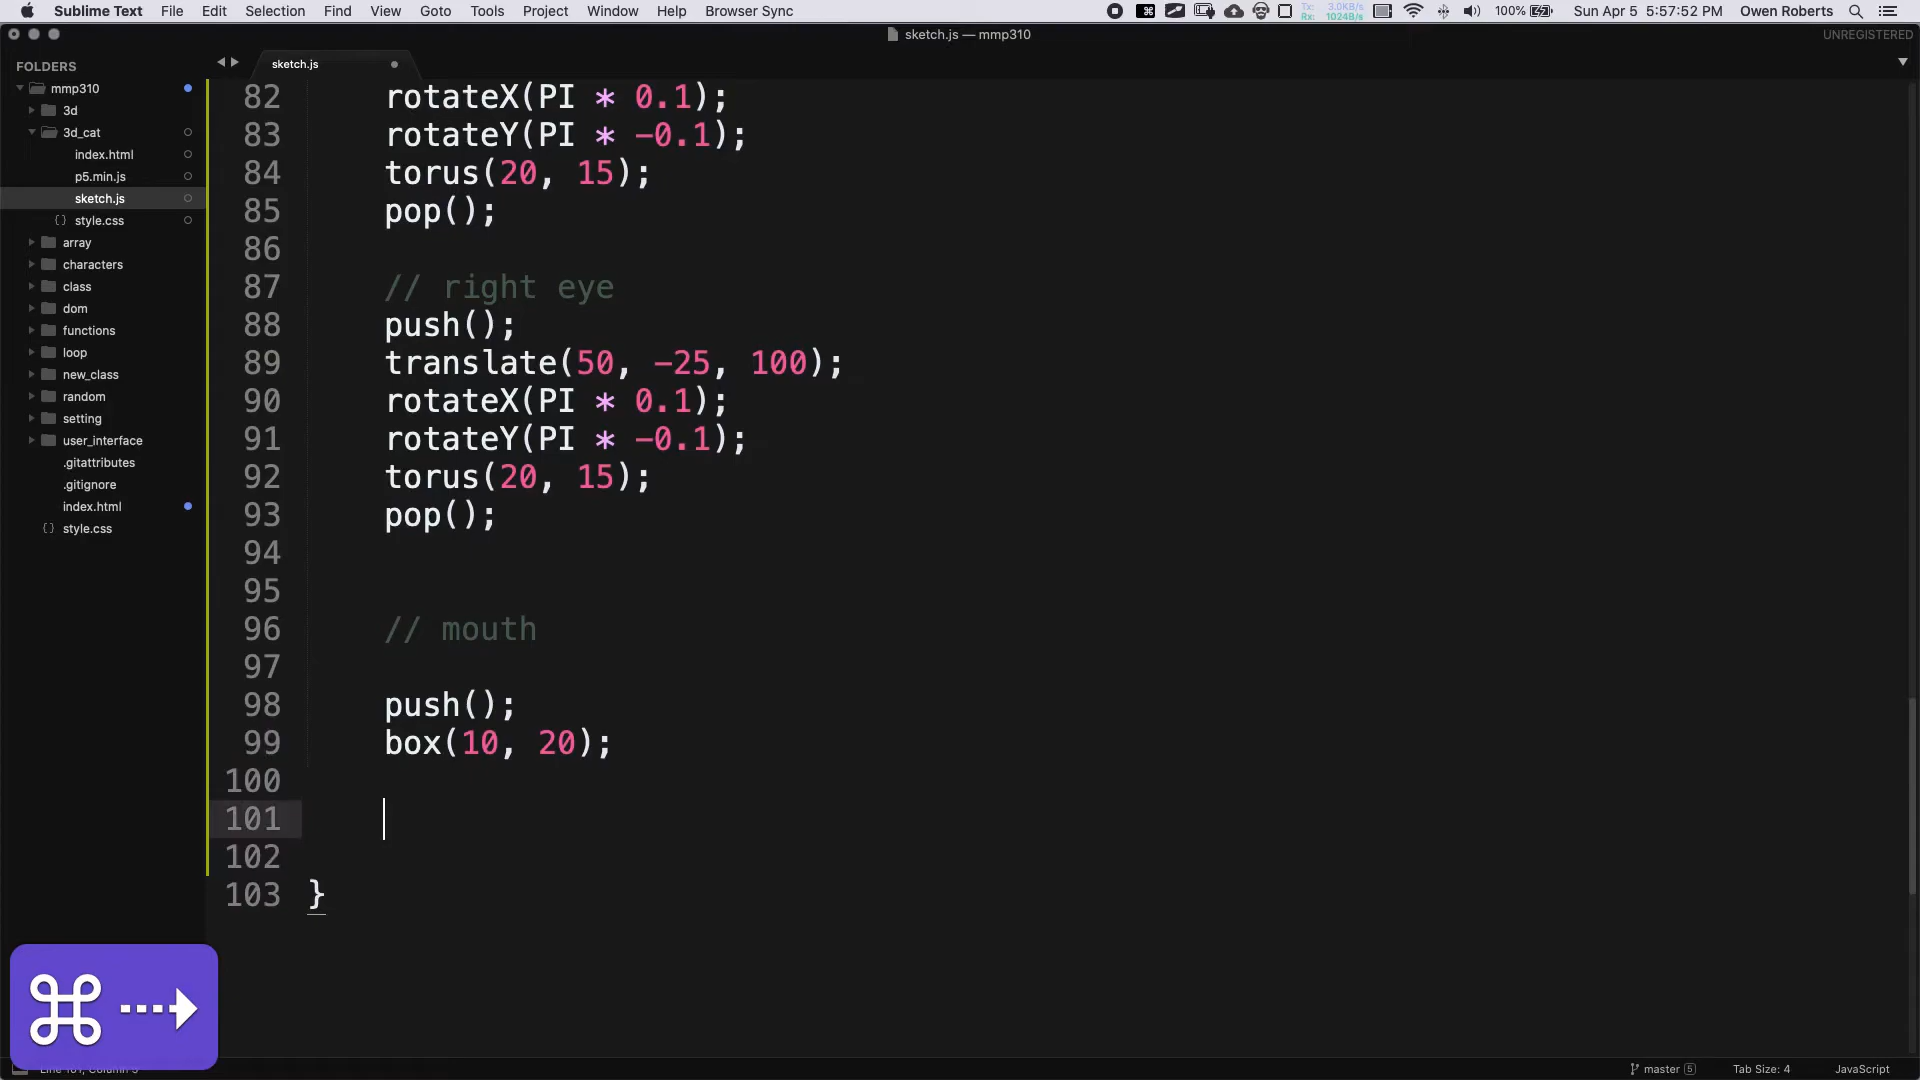 Sublime Text File Edit Selection Find View Goto Tools Project Window Help Browser Sync Tx: 3.0KB/s Rx: 1024B/s 100% Sun Apr 5 5:57:52 PM Owen Roberts
sketch.js — mmp310 UNREGISTERED
FOLDERS
mmp310
3d
3d_cat
index.html
p5.min.js
sketch.js
{} style.css
array
characters
class
dom
functions
loop
new_class
random
setting
user_interface
.gitattributes
.gitignore
index.html
{} style.css
sketch.js
82 rotateX(PI * 0.1);
83 rotateY(PI * -0.1);
84 torus(20, 15);
85 pop();
86
87 // right eye
88 push();
89 translate(50, -25, 100);
90 rotateX(PI * 0.1);
91 rotateY(PI * -0.1);
92 torus(20, 15);
93 pop();
94
95
96 // mouth
97
98 push();
99 box(10, 20);
100
101
102
103 }
⌘ ⇢
master 5 Tab Size: 4 JavaScript